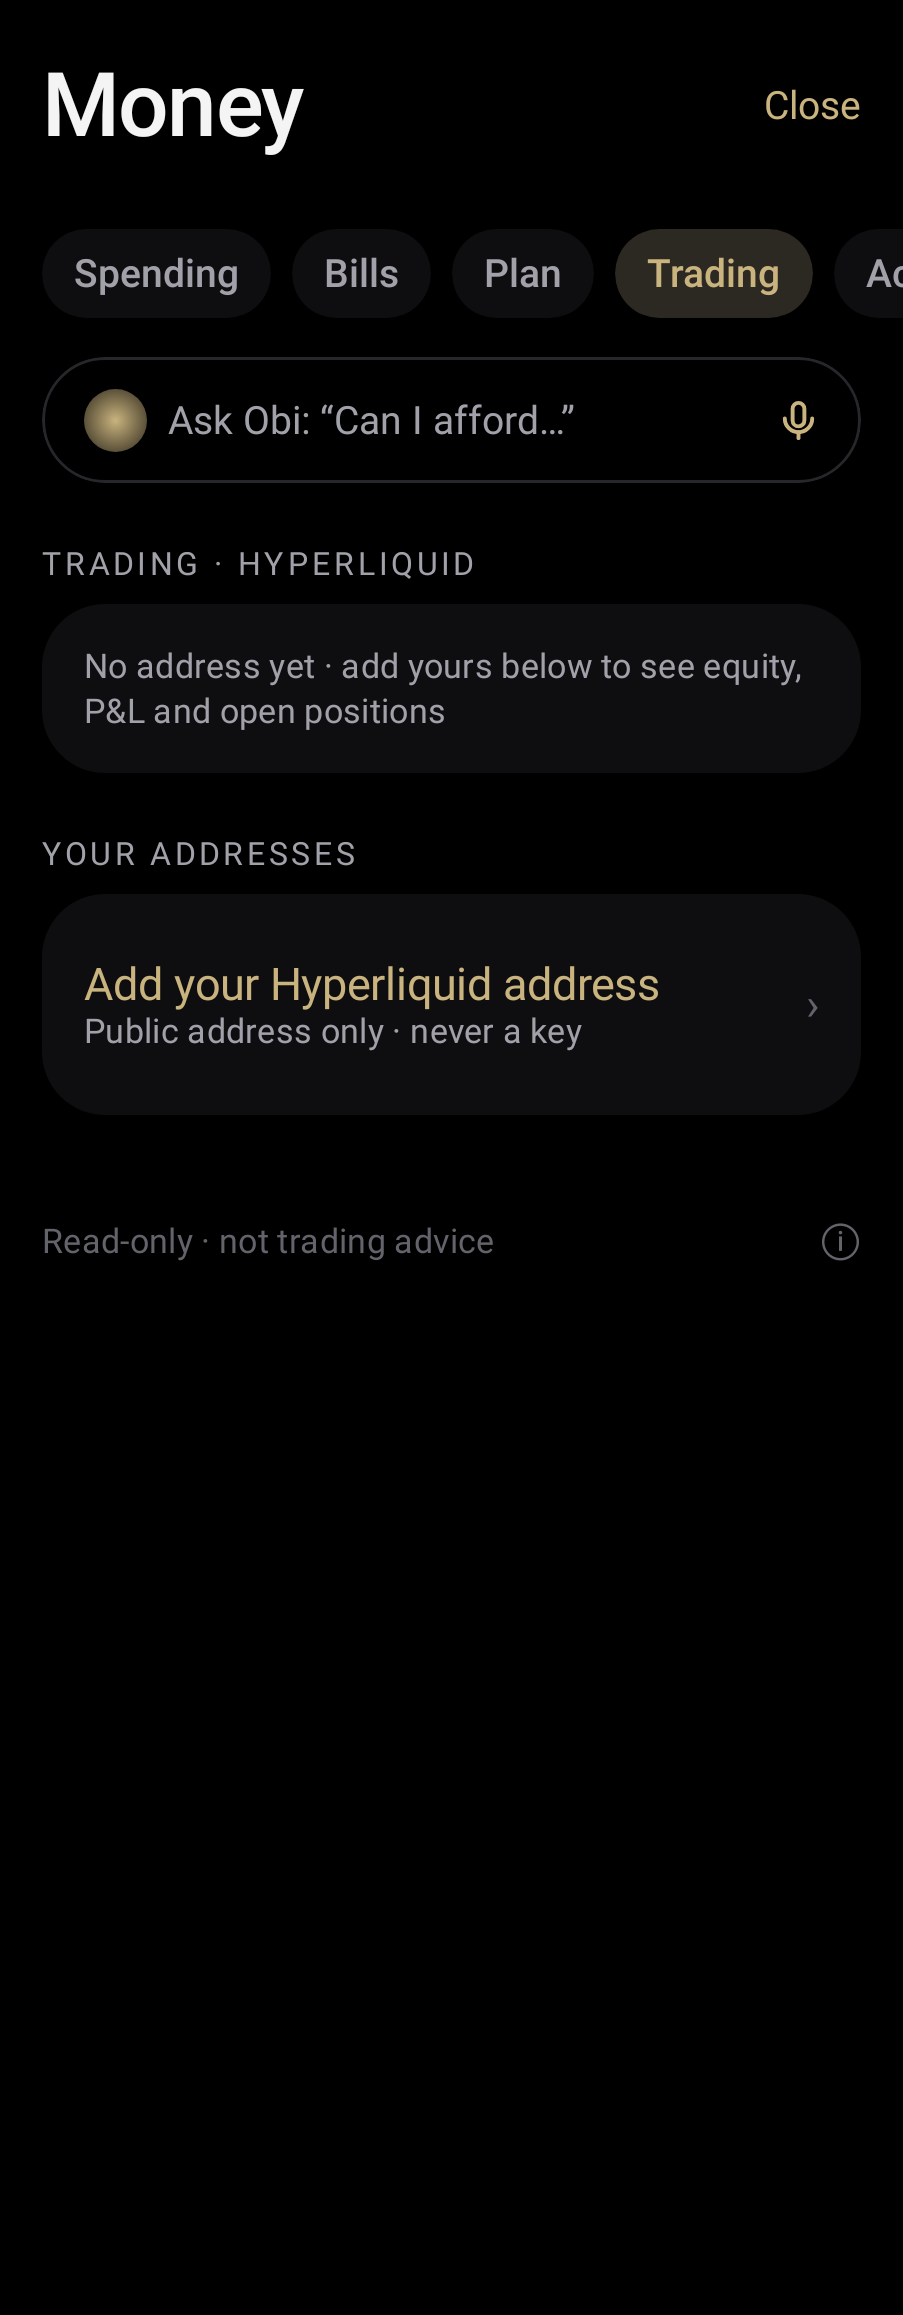 Money
Close
Spending
Bills
Plan
Trading
Ac
Ask Obi: “Can I afford…”
TRADING · HYPERLIQUID
No address yet · add yours below to see equity,
P&L and open positions
YOUR ADDRESSES
Add your Hyperliquid address
Public address only · never a key
Read-only · not trading advice